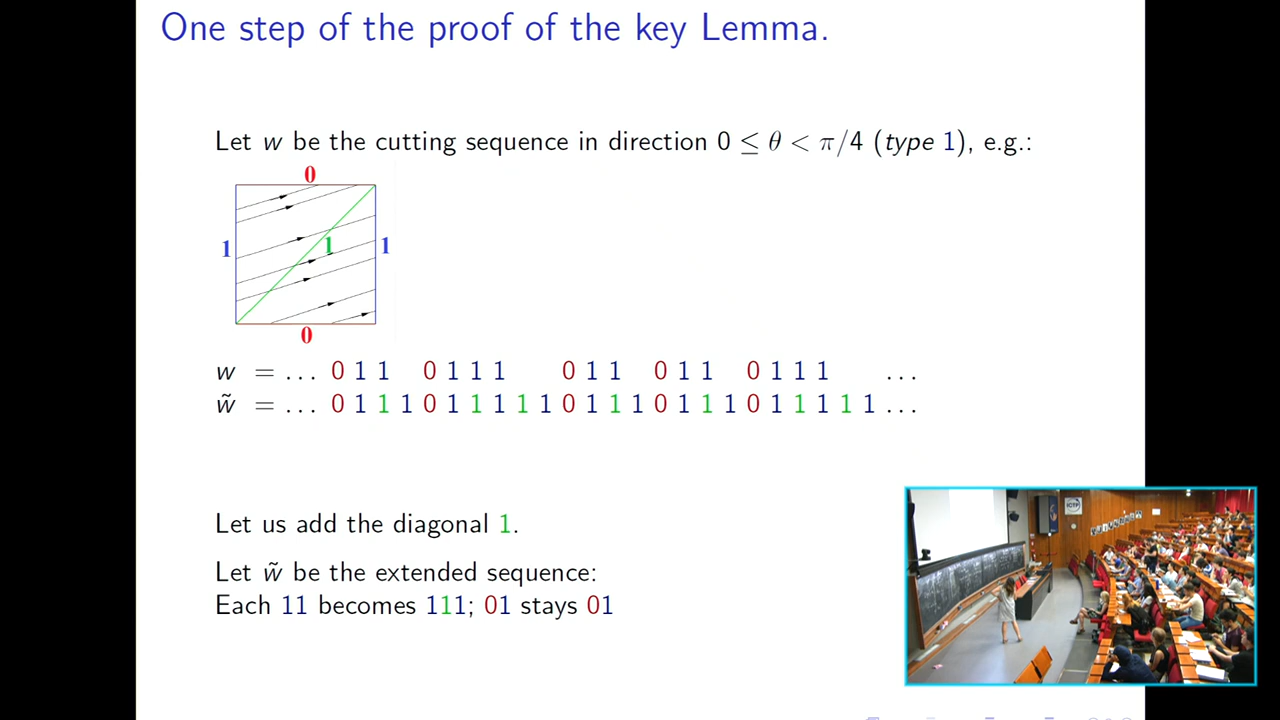 One step of the proof of the key Lemma.
Let w be the cutting sequence in direction 0 ≤ θ < π/4 (type 1), e.g.:
0
1 1 1
0
w = ... 0 1 1 0 1 1 1 0 1 1 0 1 1 0 1 1 1 ...
w̃ = ... 0 1 1 1 0 1 1 1 1 1 0 1 1 1 0 1 1 1 0 1 1 1 1 1 ...
Let us add the diagonal 1.
Let w̃ be the extended sequence:
Each 11 becomes 111; 01 stays 01
ICTP